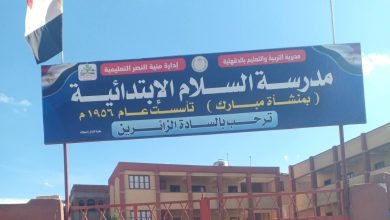 مديرية التربية والتعليم بالدقهلية
إدارة منية النصر التعليمية
مدرسة السلام الإبتدائية
( بمنشأة مبارك ) تأسست عام ١٩٥٦ م
ترحب بالسادة الزائرين